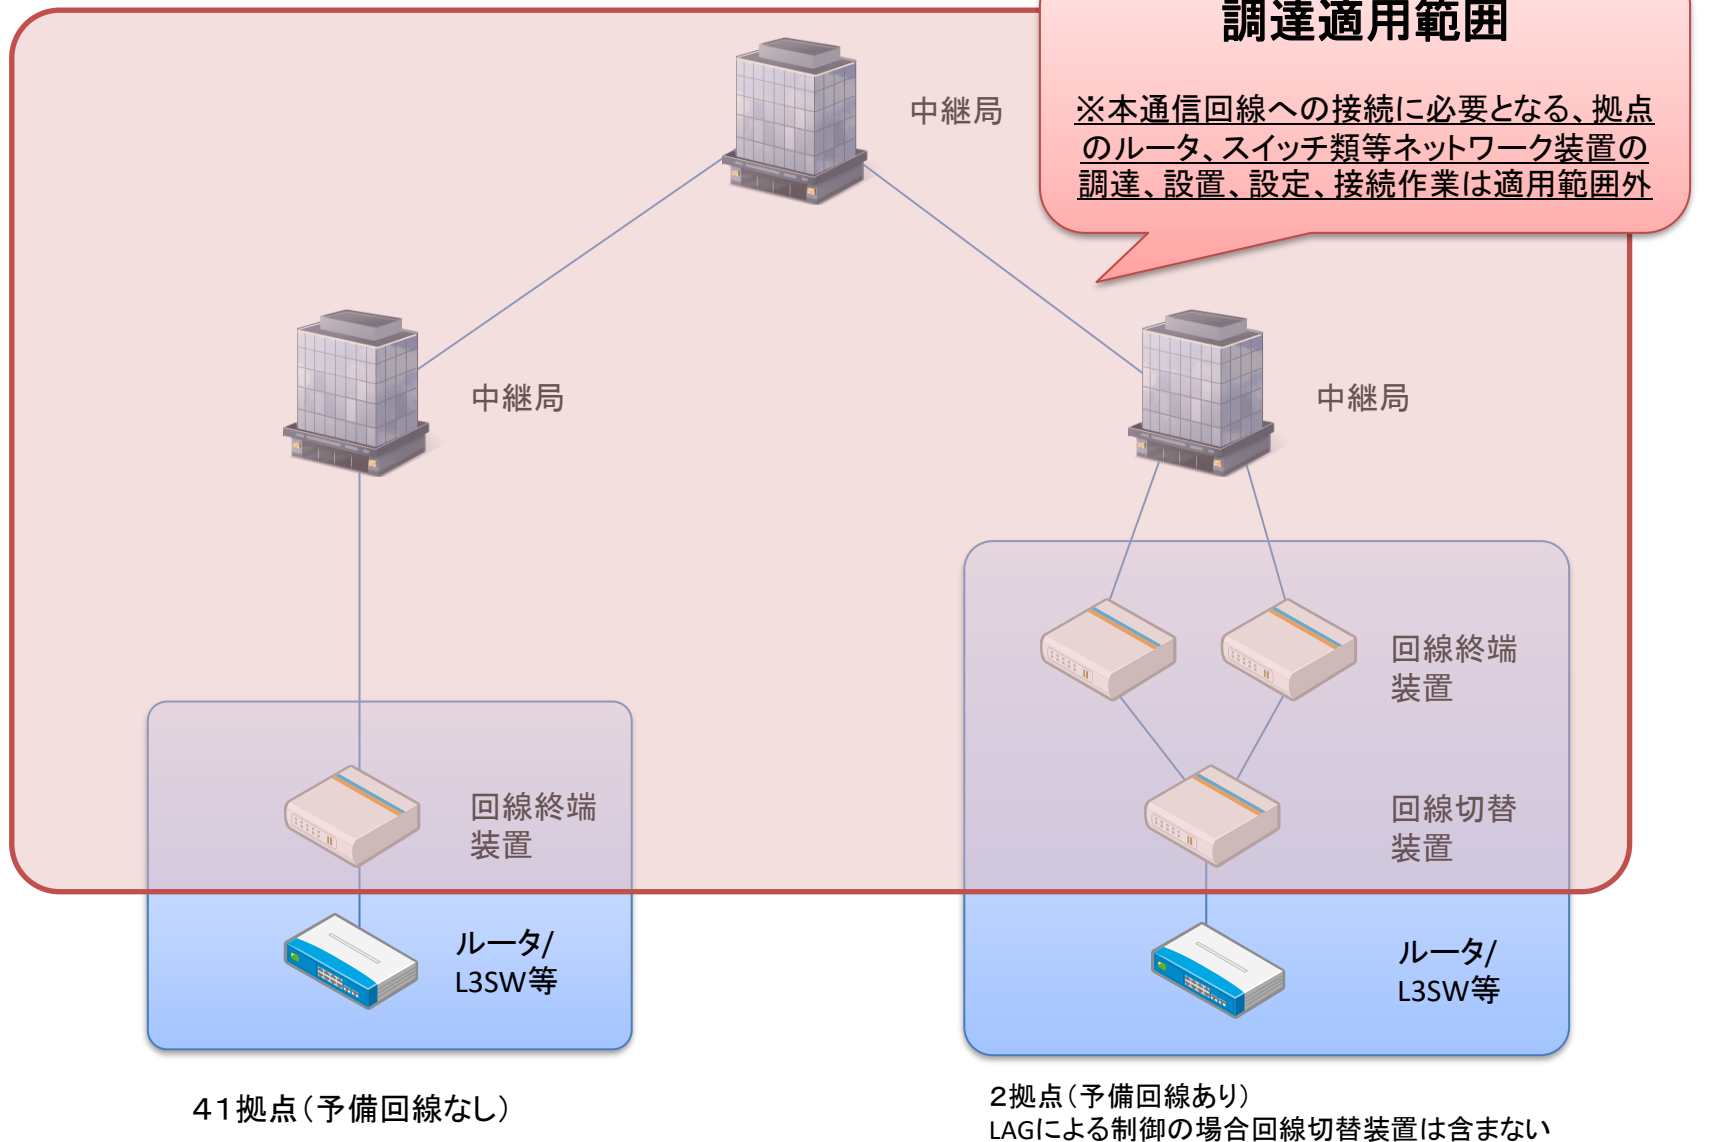 調達適用範囲
※本通信回線への接続に必要となる、拠点
のルータ、スイッチ類等ネットワーク装置の
調達、設置、設定、接続作業は適用範囲外
中継局
中継局
中継局
回線終端
装置
回線切替
装置
回線終端
装置
ルータ/
L3SW等
ルータ/
L3SW等
41拠点（予備回線なし）
2拠点（予備回線あり）
LAGによる制御の場合回線切替装置は含まない